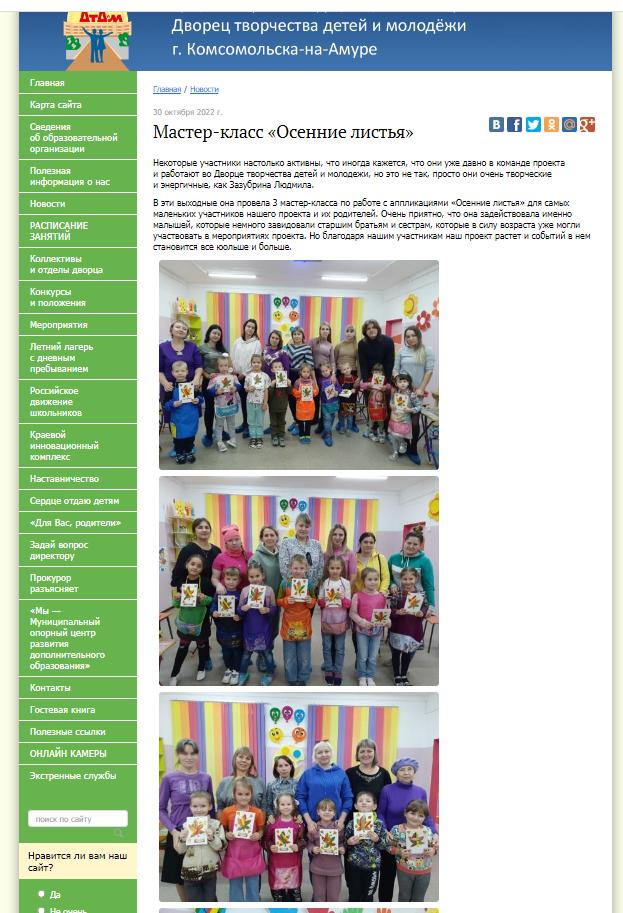 ДТДиМ
Дворец творчества детей и молодёжи
г. Комсомольска-на-Амуре
Главная
Карта сайта
Сведения
об образовательной
организации
Полезная
информация о нас
Новости
РАСПИСАНИЕ
ЗАНЯТИЙ
Коллективы
и отделы дворца
Конкурсы
и положения
Мероприятия
Летний лагерь
с дневным
пребыванием
Российское
движение
школьников
Краевой
инновационный
комплекс
Наставничество
Сердце отдаю детям
«Для Вас, родители»
Задай вопрос
директору
Прокурор
разъясняет
«Мы —
Муниципальный
опорный центр
развития
дополнительного
образования»
Контакты
Гостевая книга
Полезные ссылки
ОНЛАЙН КАМЕРЫ
Экстренные службы
поиск по сайту
Нравится ли вам наш
сайт?
Да
Не очень
Главная / Новости
30 октября 2022 г.
Мастер-класс «Осенние листья»
Некоторые участники настолько активны, что иногда кажется, что они уже давно в команде проекта
и работают во Дворце творчества детей и молодежи, но это не так, просто они очень творческие
и энергичные, как Зазубрина Людмила.
В эти выходные она провела 3 мастер-класса по работе с аппликациями «Осенние листья» для самых
маленьких участников нашего проекта и их родителей. Очень приятно, что она задействовала именно
малышей, которые немного завидовали старшим братьям и сестрам, которые в силу возраста уже могли
участвовать в мероприятиях проекта. Но благодаря нашим участникам наш проект растет и событий в нем
становится все юольше и больше.